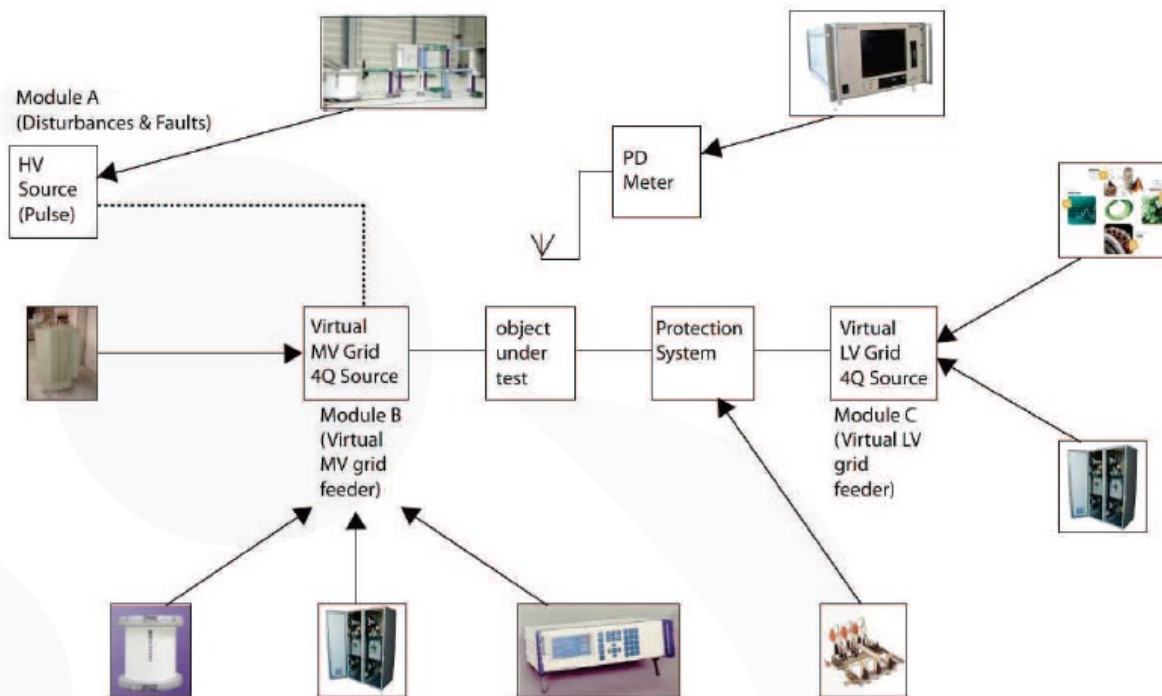 Module A
(Disturbances & Faults)
HV
Source
(Pulse)
PD
Meter
Virtual
MV Grid
4Q Source
object
under
test
Protection
System
Virtual
LV Grid
4Q Source
Module B
(Virtual
MV grid
feeder)
Module C
(Virtual LV
grid
feeder)